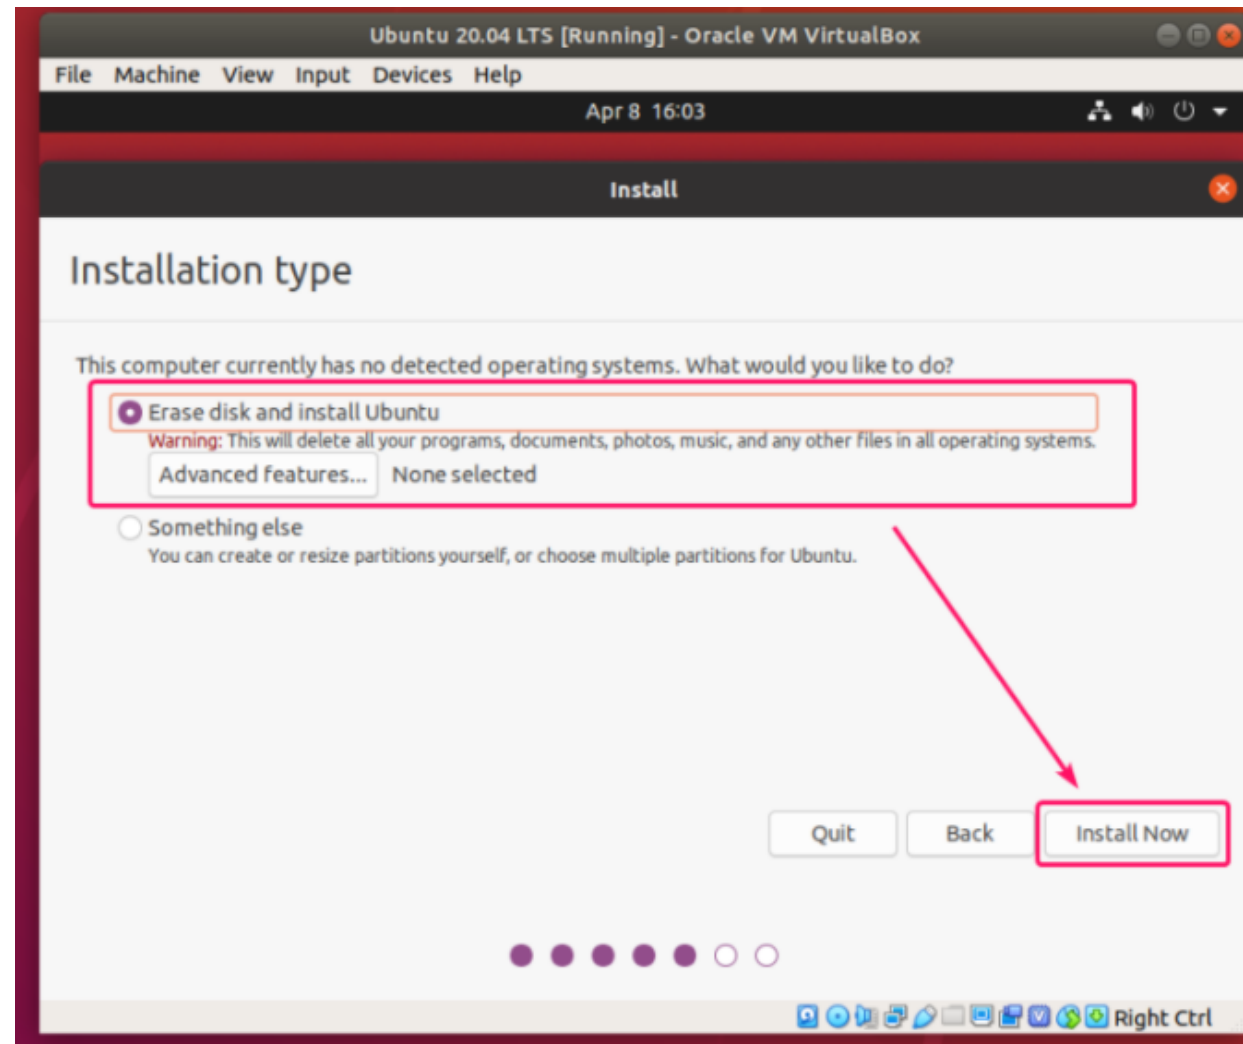 Ubuntu 20.04 LTS [Running] - Oracle VM VirtualBox
File Machine View Input Devices Help
Apr 8 16:03
Install
Installation type
This computer currently has no detected operating systems. What would you like to do?
Erase disk and install Ubuntu
Warning: This will delete all your programs, documents, photos, music, and any other files in all operating systems.
Advanced features... None selected
Something else
You can create or resize partitions yourself, or choose multiple partitions for Ubuntu.
Quit Back Install Now
Right Ctrl